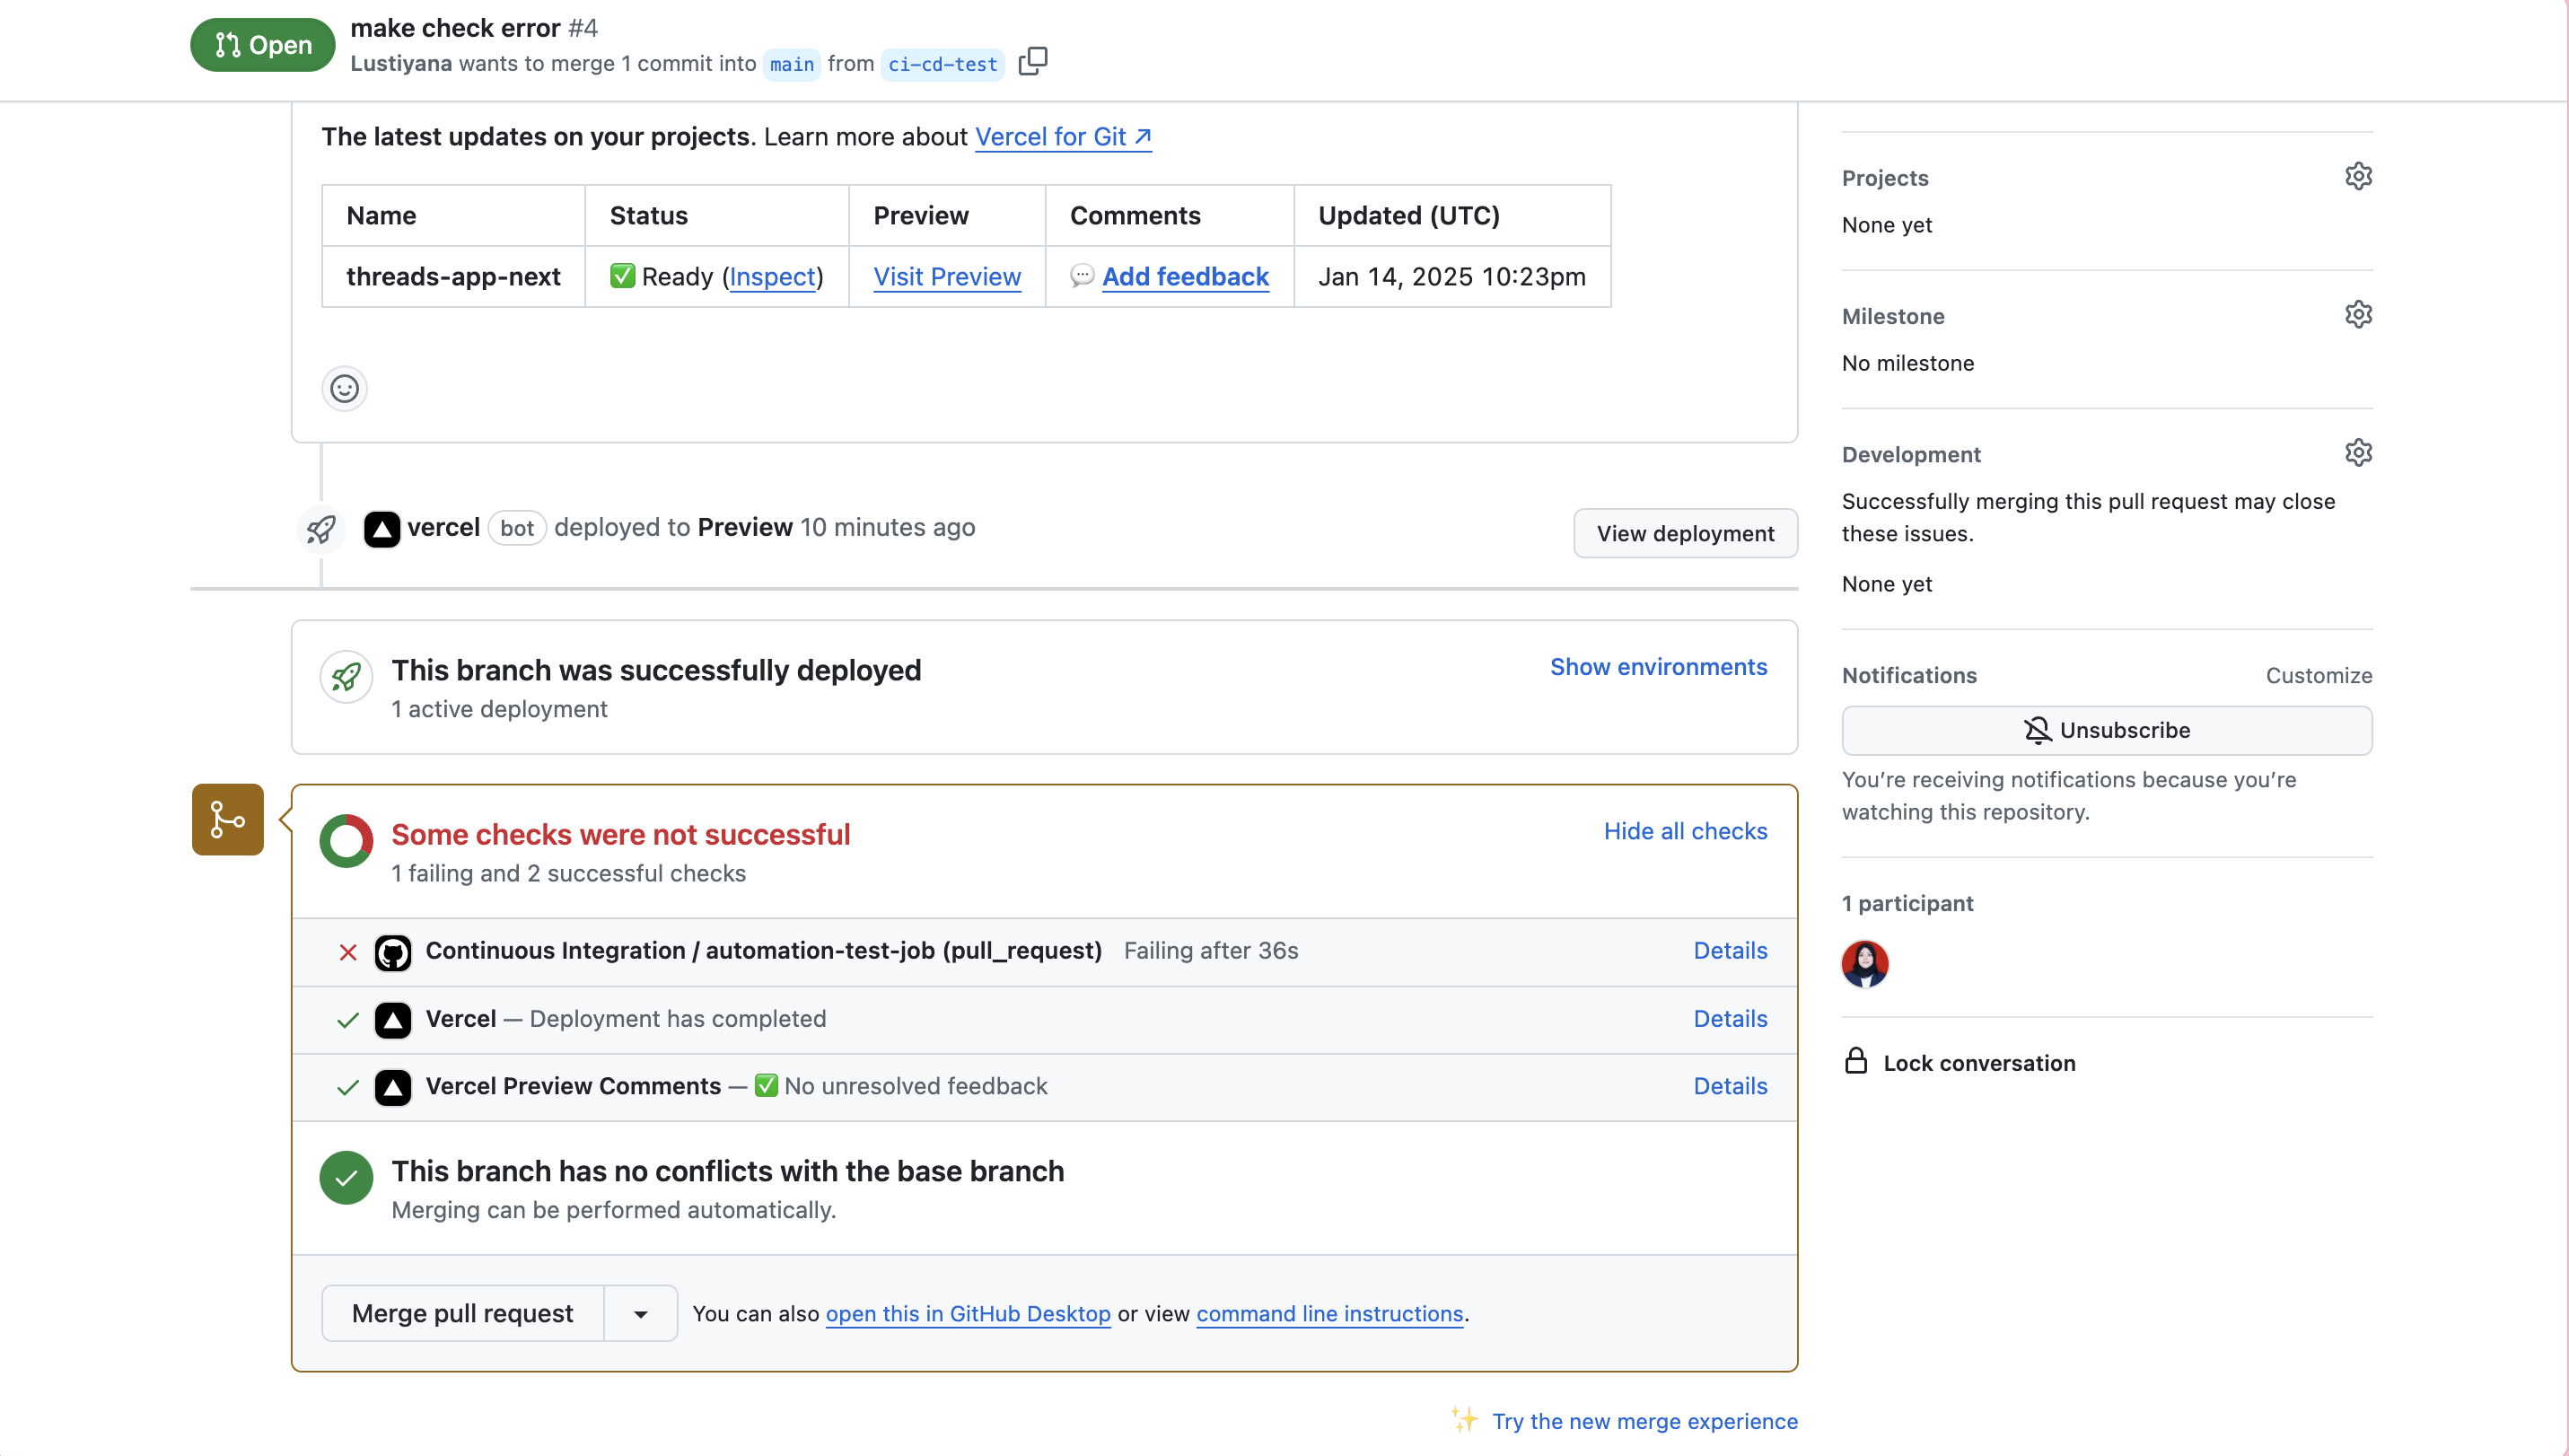 Open
make check error #4
Lustiyana wants to merge 1 commit into main from ci-cd-test
The latest updates on your projects. Learn more about Vercel for Git ↗
Name Status Preview Comments Updated (UTC)
threads-app-next ✅ Ready (Inspect) Visit Preview 💬 Add feedback Jan 14, 2025 10:23pm
vercel bot deployed to Preview 10 minutes ago
View deployment
This branch was successfully deployed
1 active deployment
Show environments
Some checks were not successful
1 failing and 2 successful checks
Hide all checks
Continuous Integration / automation-test-job (pull_request) Failing after 36s Details
Vercel — Deployment has completed Details
Vercel Preview Comments — ✅ No unresolved feedback Details
This branch has no conflicts with the base branch
Merging can be performed automatically.
Merge pull request
You can also open this in GitHub Desktop or view command line instructions.
✨ Try the new merge experience
Projects
None yet
Milestone
No milestone
Development
Successfully merging this pull request may close
these issues.
None yet
Notifications Customize
Unsubscribe
You’re receiving notifications because you’re
watching this repository.
1 participant
Lock conversation